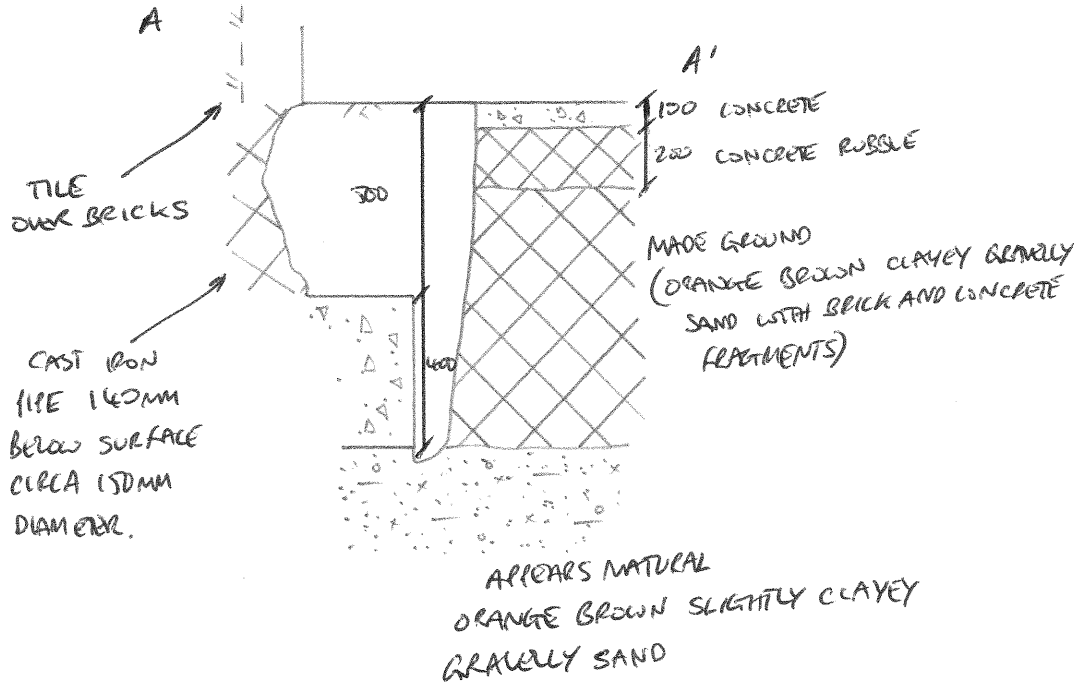 A
A'
100 CONCRETE
200 CONCRETE RUBBLE
TILE
OVER BRICKS
500
MADE GROUND
(ORANGE BROWN CLAYEY GRAVELLY
SAND WITH BRICK AND CONCRETE
FRAGMENTS)
400
CAST IRON
PIPE 140MM
BELOW SURFACE
CIRCA 150MM
DIAMETER.
APPEARS NATURAL
ORANGE BROWN SLIGHTLY CLAYEY
GRAVELLY SAND